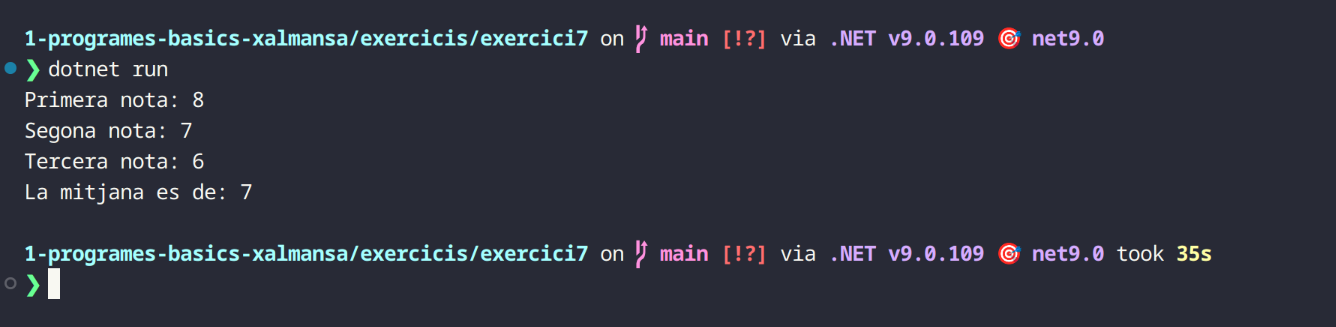 1-programes-basics-xalmansa/exercicis/exercici7 on main [!?] via .NET v9.0.109 🎯 net9.0
❯ dotnet run
Primera nota: 8
Segona nota: 7
Tercera nota: 6
La mitjana es de: 7
1-programes-basics-xalmansa/exercicis/exercici7 on main [!?] via .NET v9.0.109 🎯 net9.0 took 35s
❯